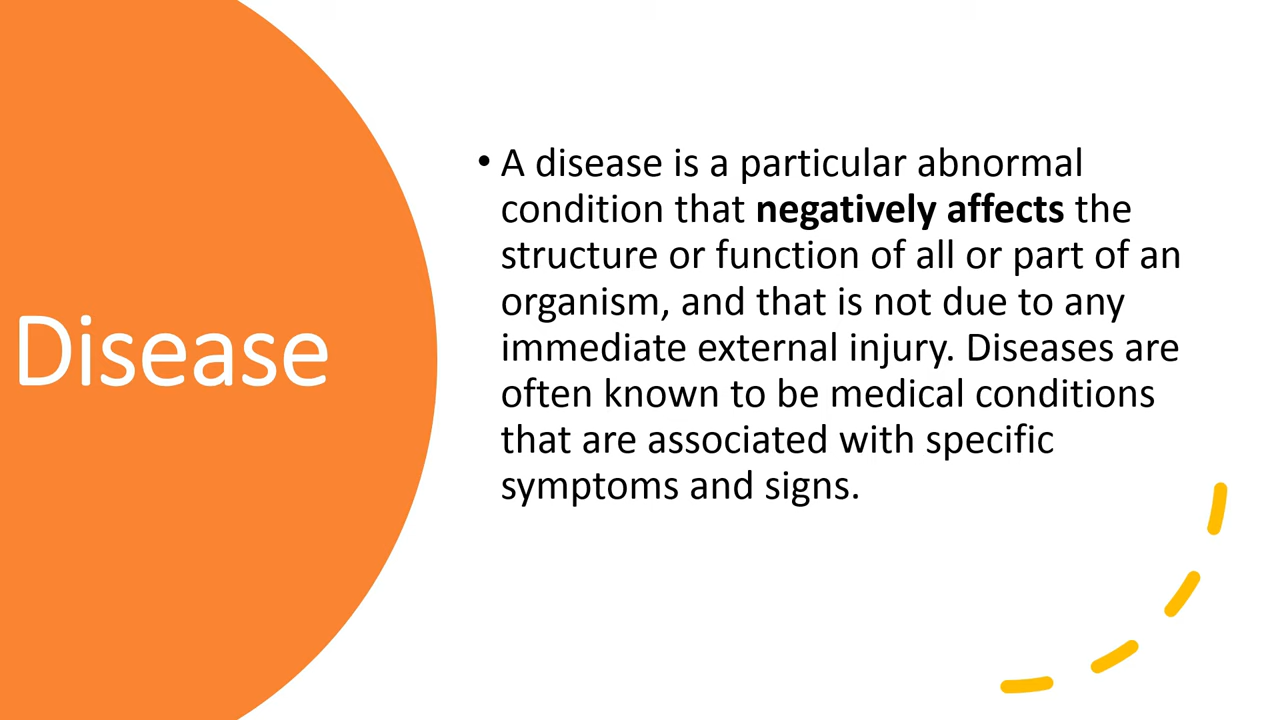 Disease
• A disease is a particular abnormal
condition that negatively affects the
structure or function of all or part of an
organism, and that is not due to any
immediate external injury. Diseases are
often known to be medical conditions
that are associated with specific
symptoms and signs.